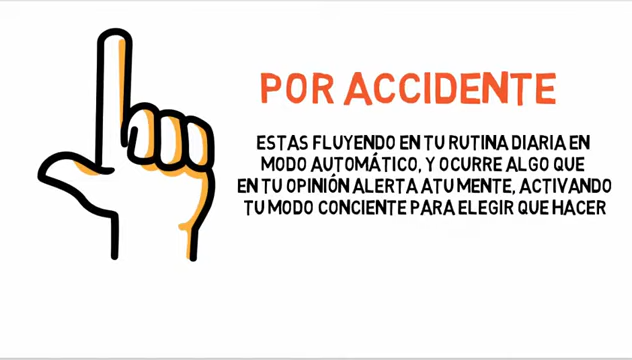 POR ACCIDENTE
ESTAS FLUYENDO EN TU RUTINA DIARIA EN
MODO AUTOMÁTICO, Y OCURRE ALGO QUE
EN TU OPINIÓN ALERTA ATU MENTE, ACTIVANDO
TU MODO CONCIENTE PARA ELEGIR QUE HACER